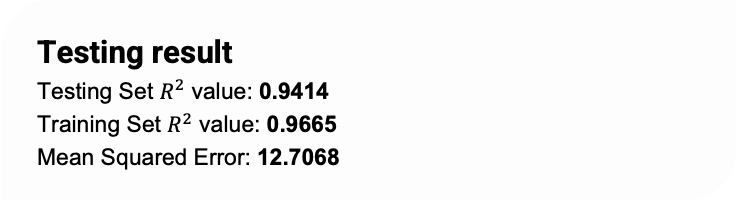 Testing result
Testing Set R² value: 0.9414
Training Set R² value: 0.9665
Mean Squared Error: 12.7068